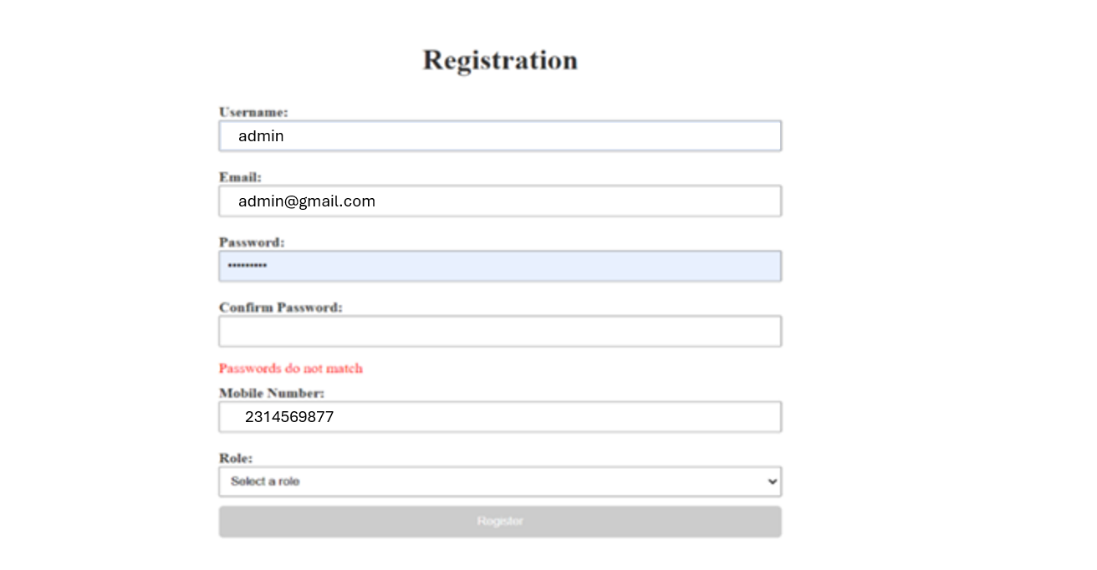 Registration
Username:
admin
Email:
admin@gmail.com
Password:
•••••••••
Confirm Password:
Passwords do not match
Mobile Number:
2314569877
Role:
Select a role
Register